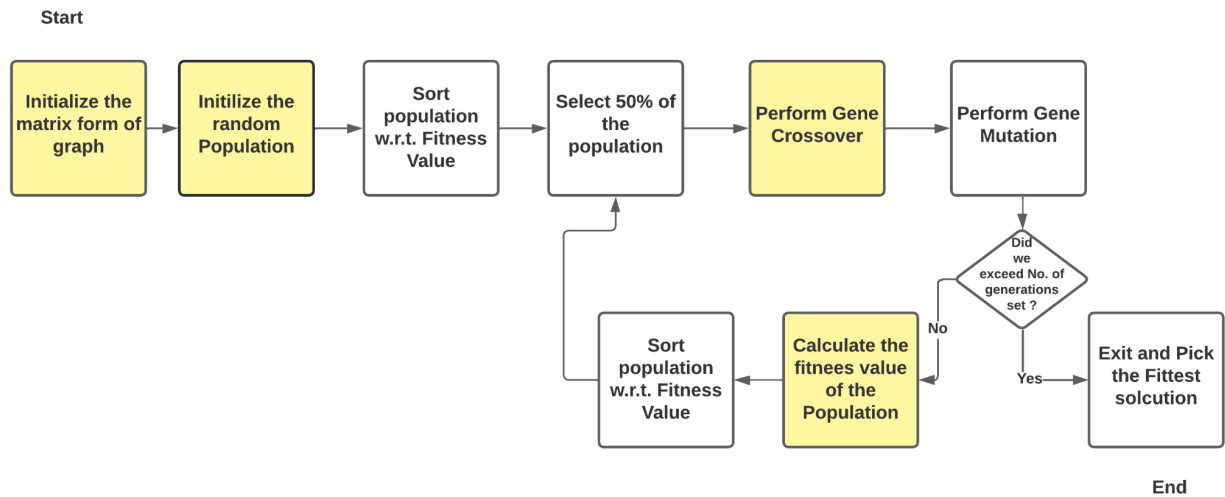 Start
Initialize the
matrix form of
graph
Initilize the
random
Population
Sort
population
w.r.t. Fitness
Value
Select 50% of
the
population
Perform Gene
Crossover
Perform Gene
Mutation
Did
we
exceed No. of
generations
set ?
No
Yes
Sort
population
w.r.t. Fitness
Value
Calculate the
fitnees value
of the
Population
Exit and Pick
the Fittest
solcution
End